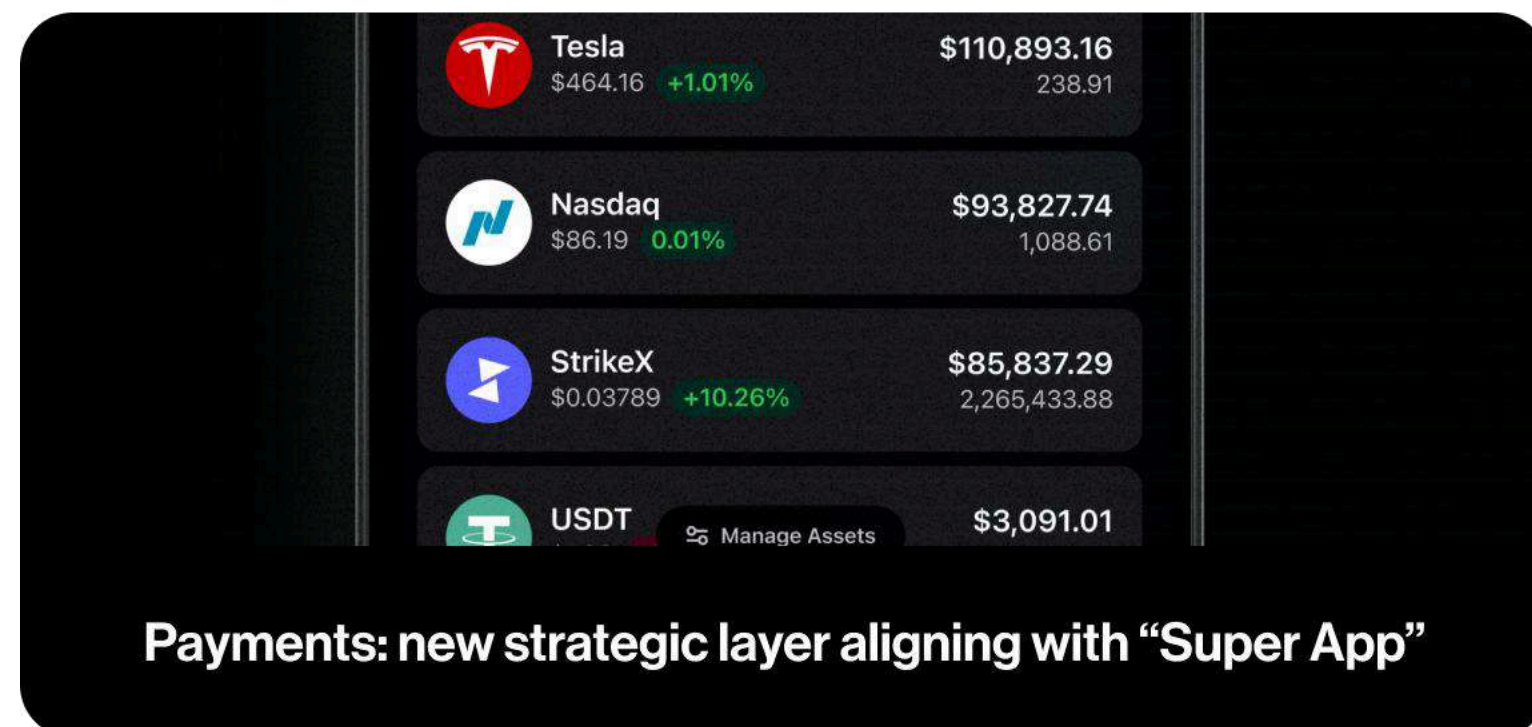 Tesla
$110,893.16
$464.16 +1.01%
238.91
Nasdaq
$93,827.74
$86.19 0.01%
1,088.61
StrikeX
$85,837.29
$0.03789 +10.26%
2,265,433.88
USDT
$3,091.01
Manage Assets
Payments: new strategic layer aligning with “Super App”